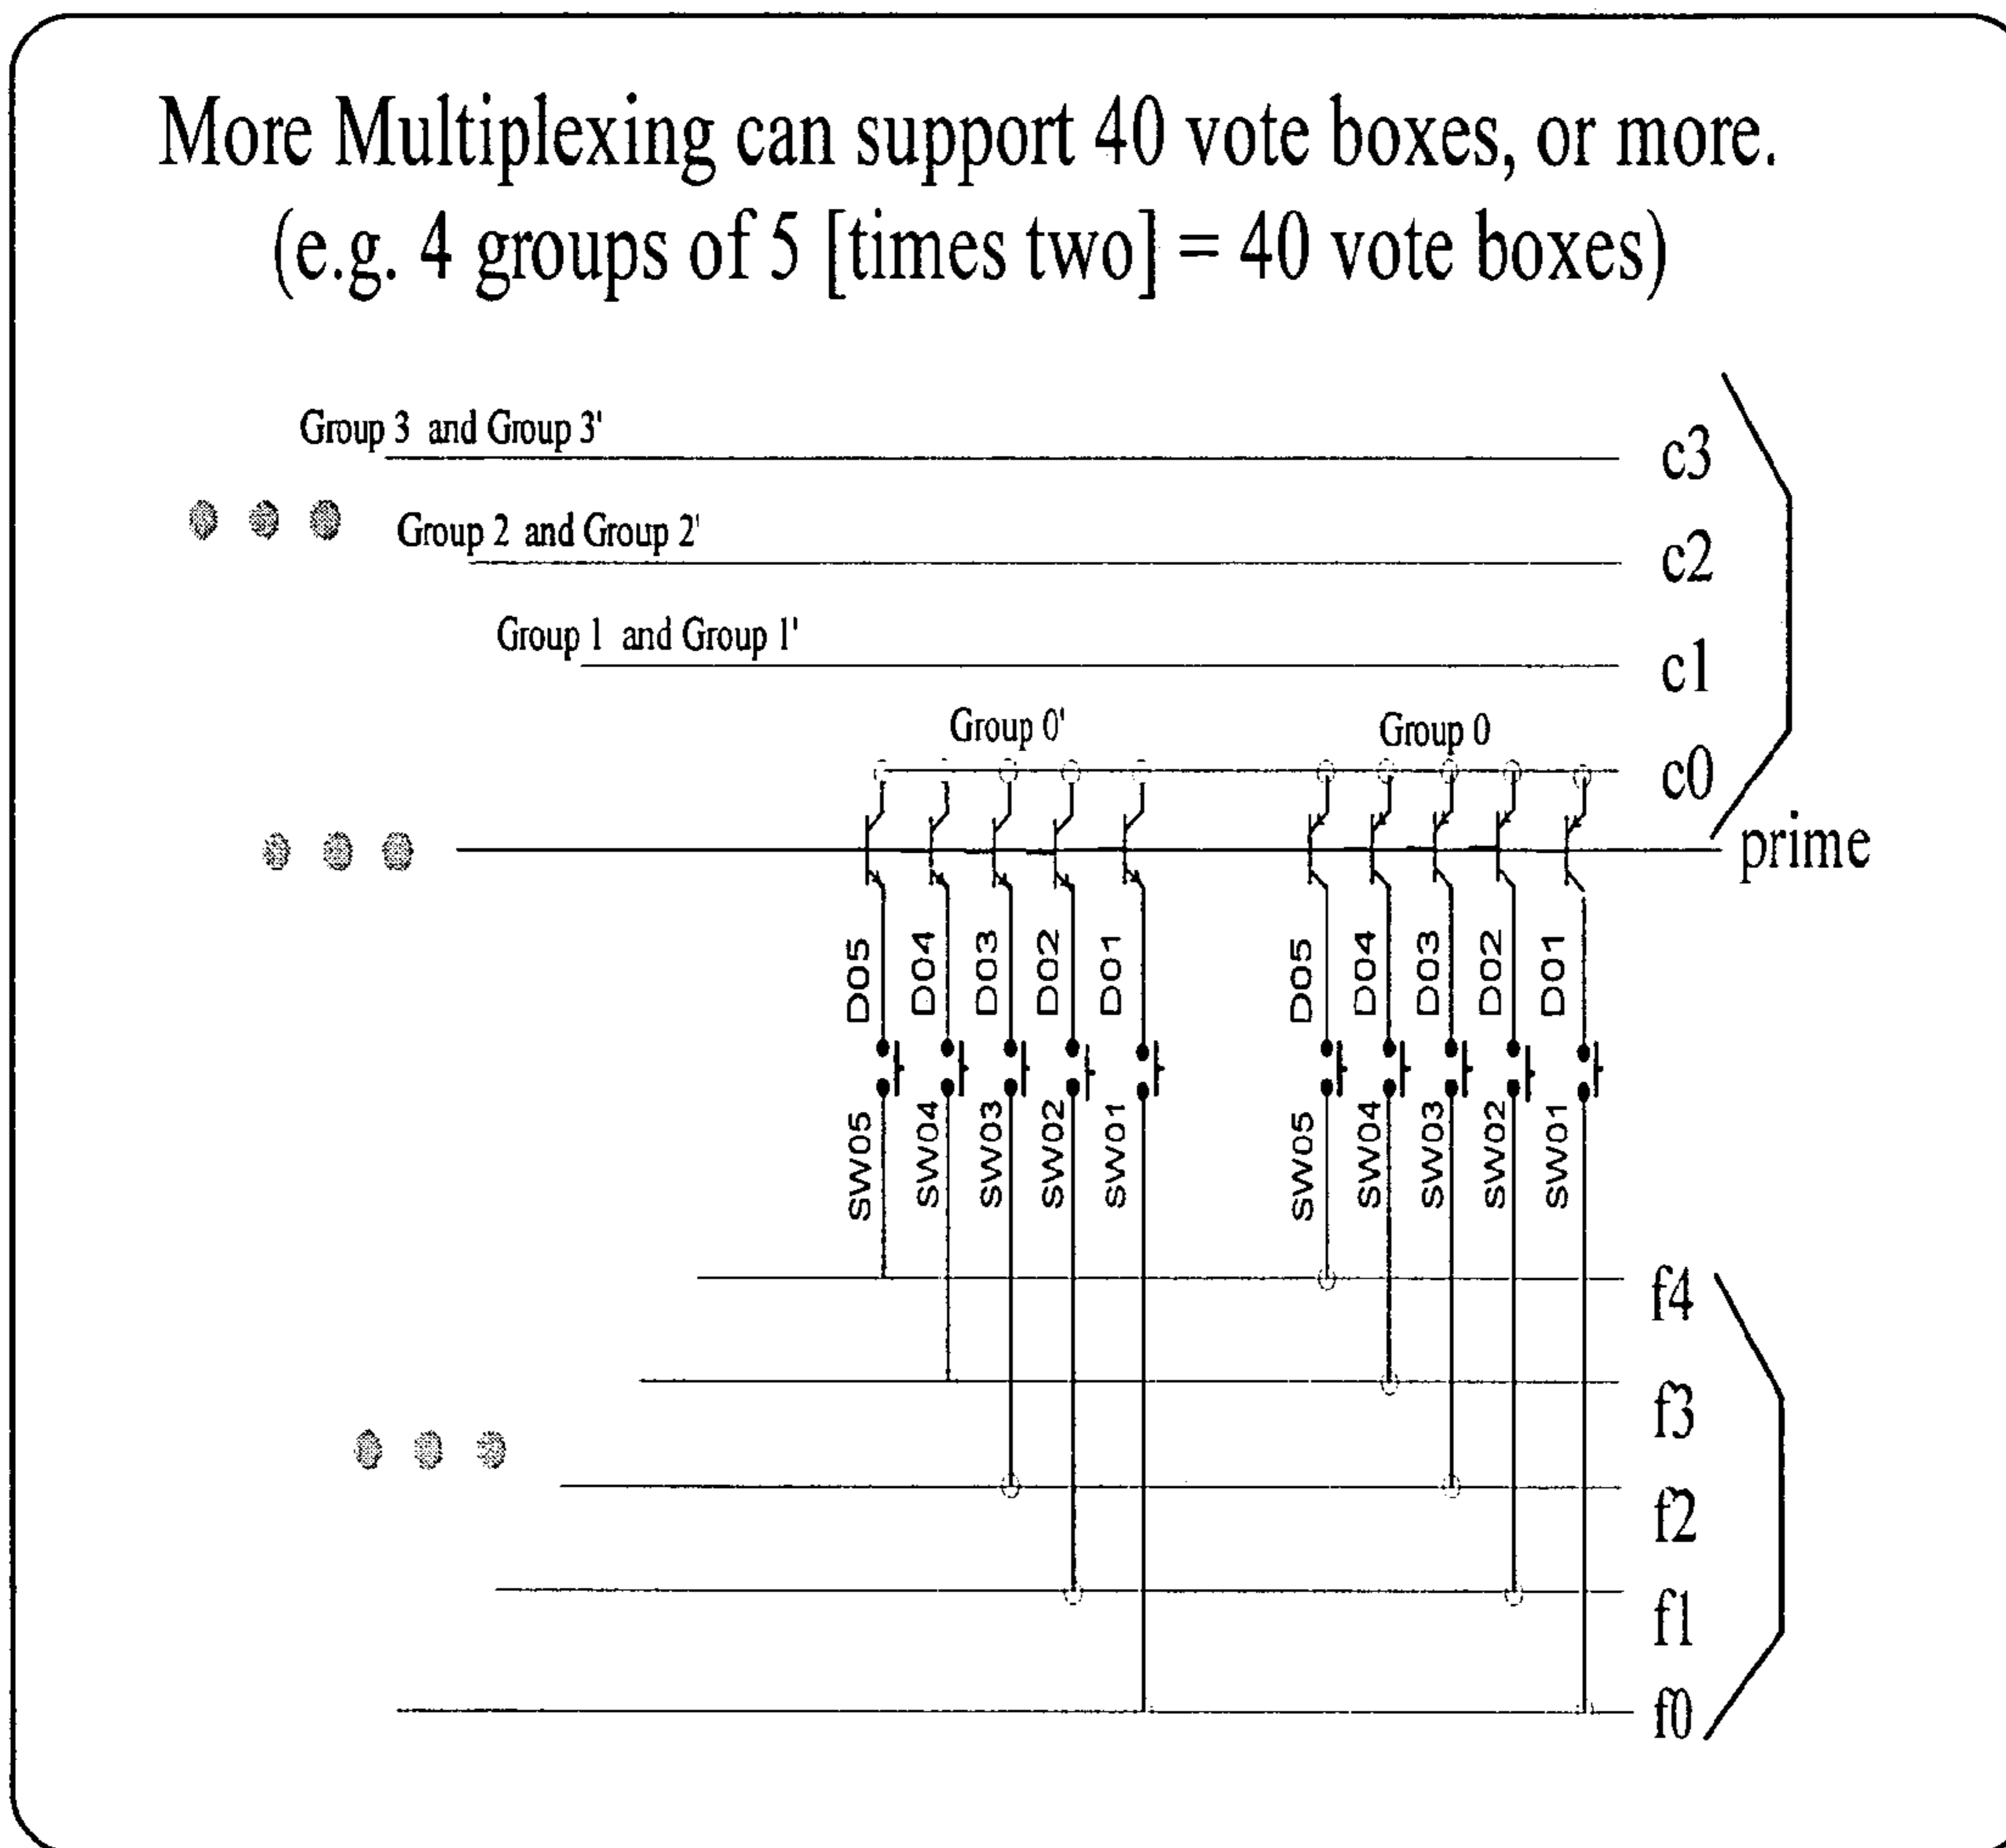 More Multiplexing can support 40 vote boxes, or more.
(e.g. 4 groups of 5 [times two] = 40 vote boxes)
Group 3 and Group 3'
c3
Group 2 and Group 2'
c2
Group 1 and Group 1'
c1
Group 0' Group 0
c0
prime
D05 D04 D03 D02 D01 D05 D04 D03 D02 D01
SW05 SW04 SW03 SW02 SW01 SW05 SW04 SW03 SW02 SW01
f4
f3
f2
f1
f0